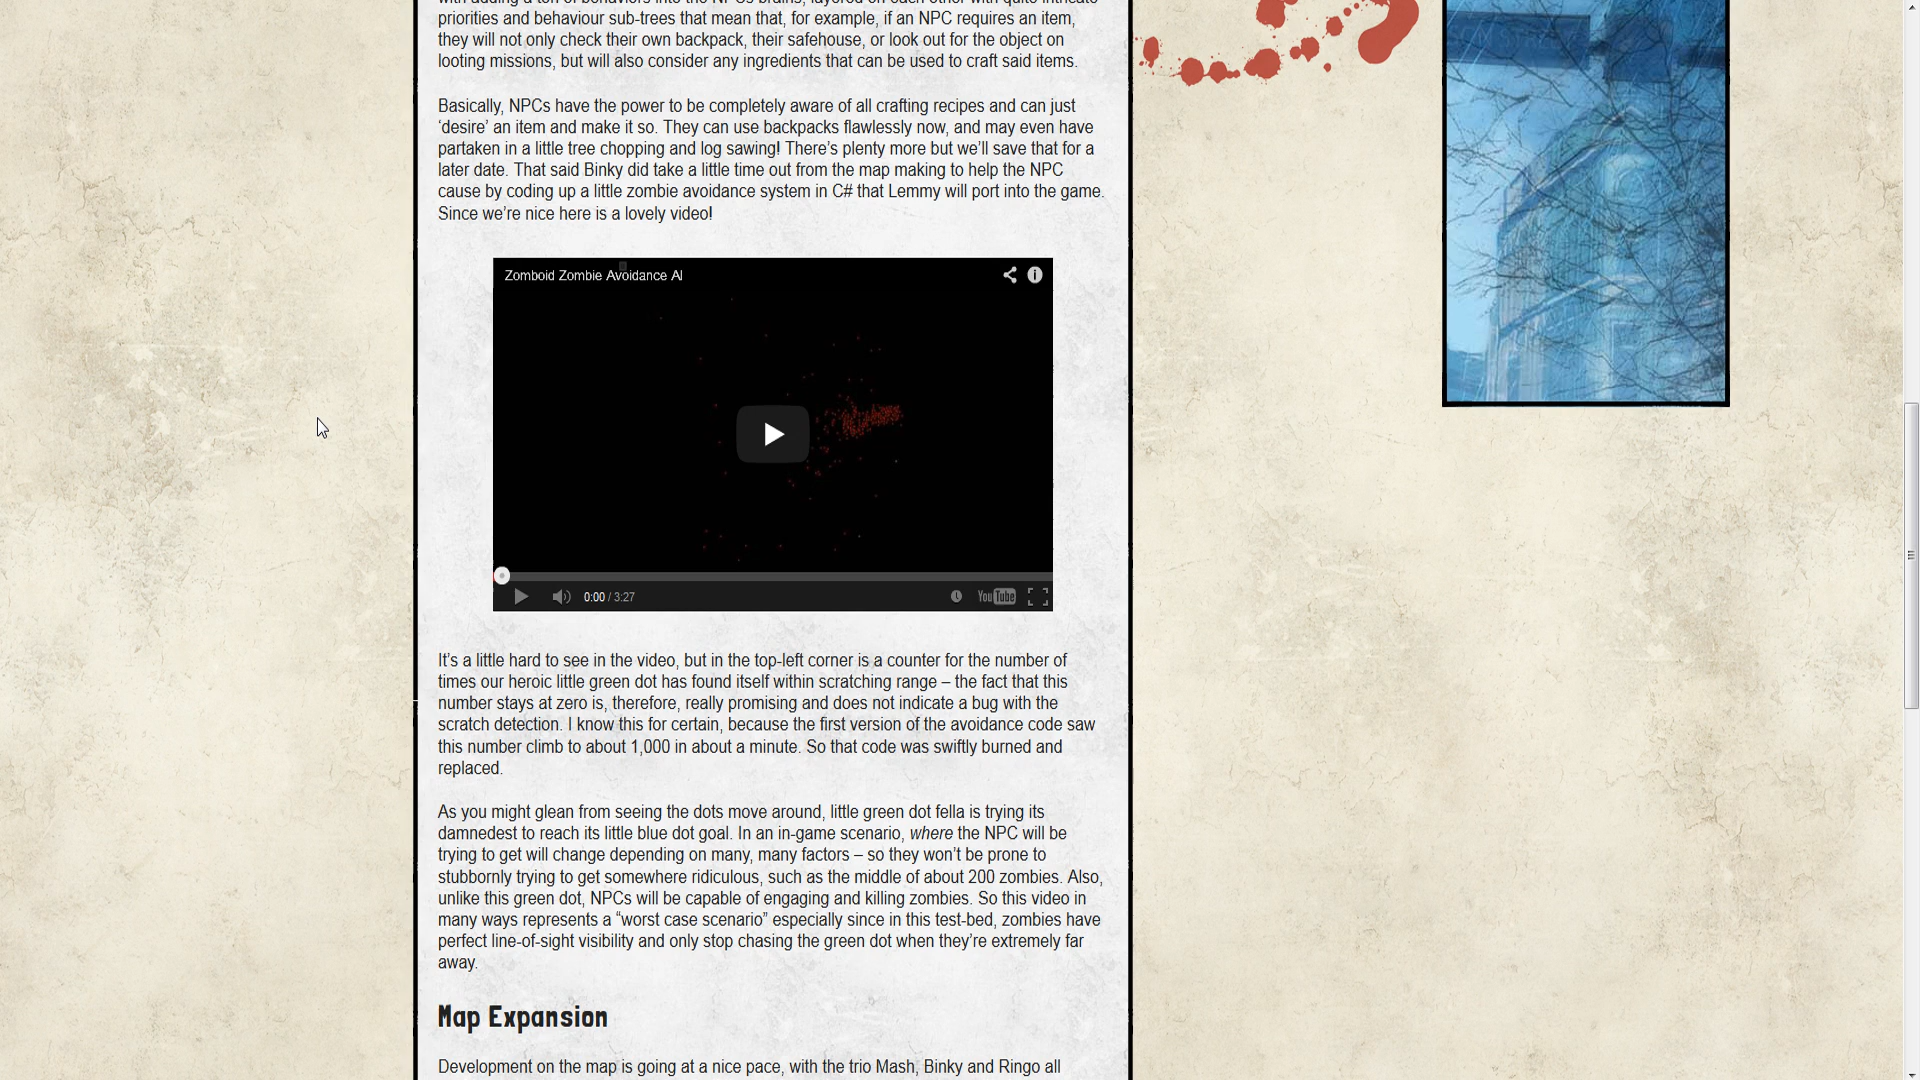 with adding a ton of behaviors into the NPCs brains, layered on each other with quite intricate
priorities and behaviour sub-trees that mean that, for example, if an NPC requires an item,
they will not only check their own backpack, their safehouse, or look out for the object on
looting missions, but will also consider any ingredients that can be used to craft said items.
Basically, NPCs have the power to be completely aware of all crafting recipes and can just
‘desire’ an item and make it so. They can use backpacks flawlessly now, and may even have
partaken in a little tree chopping and log sawing! There’s plenty more but we’ll save that for a
later date. That said Binky did take a little time out from the map making to help the NPC
cause by coding up a little zombie avoidance system in C# that Lemmy will port into the game.
Since we’re nice here is a lovely video!
Zomboid Zombie Avoidance AI
0:00 / 3:27
YouTube
It’s a little hard to see in the video, but in the top-left corner is a counter for the number of
times our heroic little green dot has found itself within scratching range – the fact that this
number stays at zero is, therefore, really promising and does not indicate a bug with the
scratch detection. I know this for certain, because the first version of the avoidance code saw
this number climb to about 1,000 in about a minute. So that code was swiftly burned and
replaced.
As you might glean from seeing the dots move around, little green dot fella is trying its
damnedest to reach its little blue dot goal. In an in-game scenario, where the NPC will be
trying to get will change depending on many, many factors – so they won’t be prone to
stubbornly trying to get somewhere ridiculous, such as the middle of about 200 zombies. Also,
unlike this green dot, NPCs will be capable of engaging and killing zombies. So this video in
many ways represents a “worst case scenario” especially since in this test-bed, zombies have
perfect line-of-sight visibility and only stop chasing the green dot when they’re extremely far
away.
Map Expansion
Development on the map is going at a nice pace, with the trio Mash, Binky and Ringo all